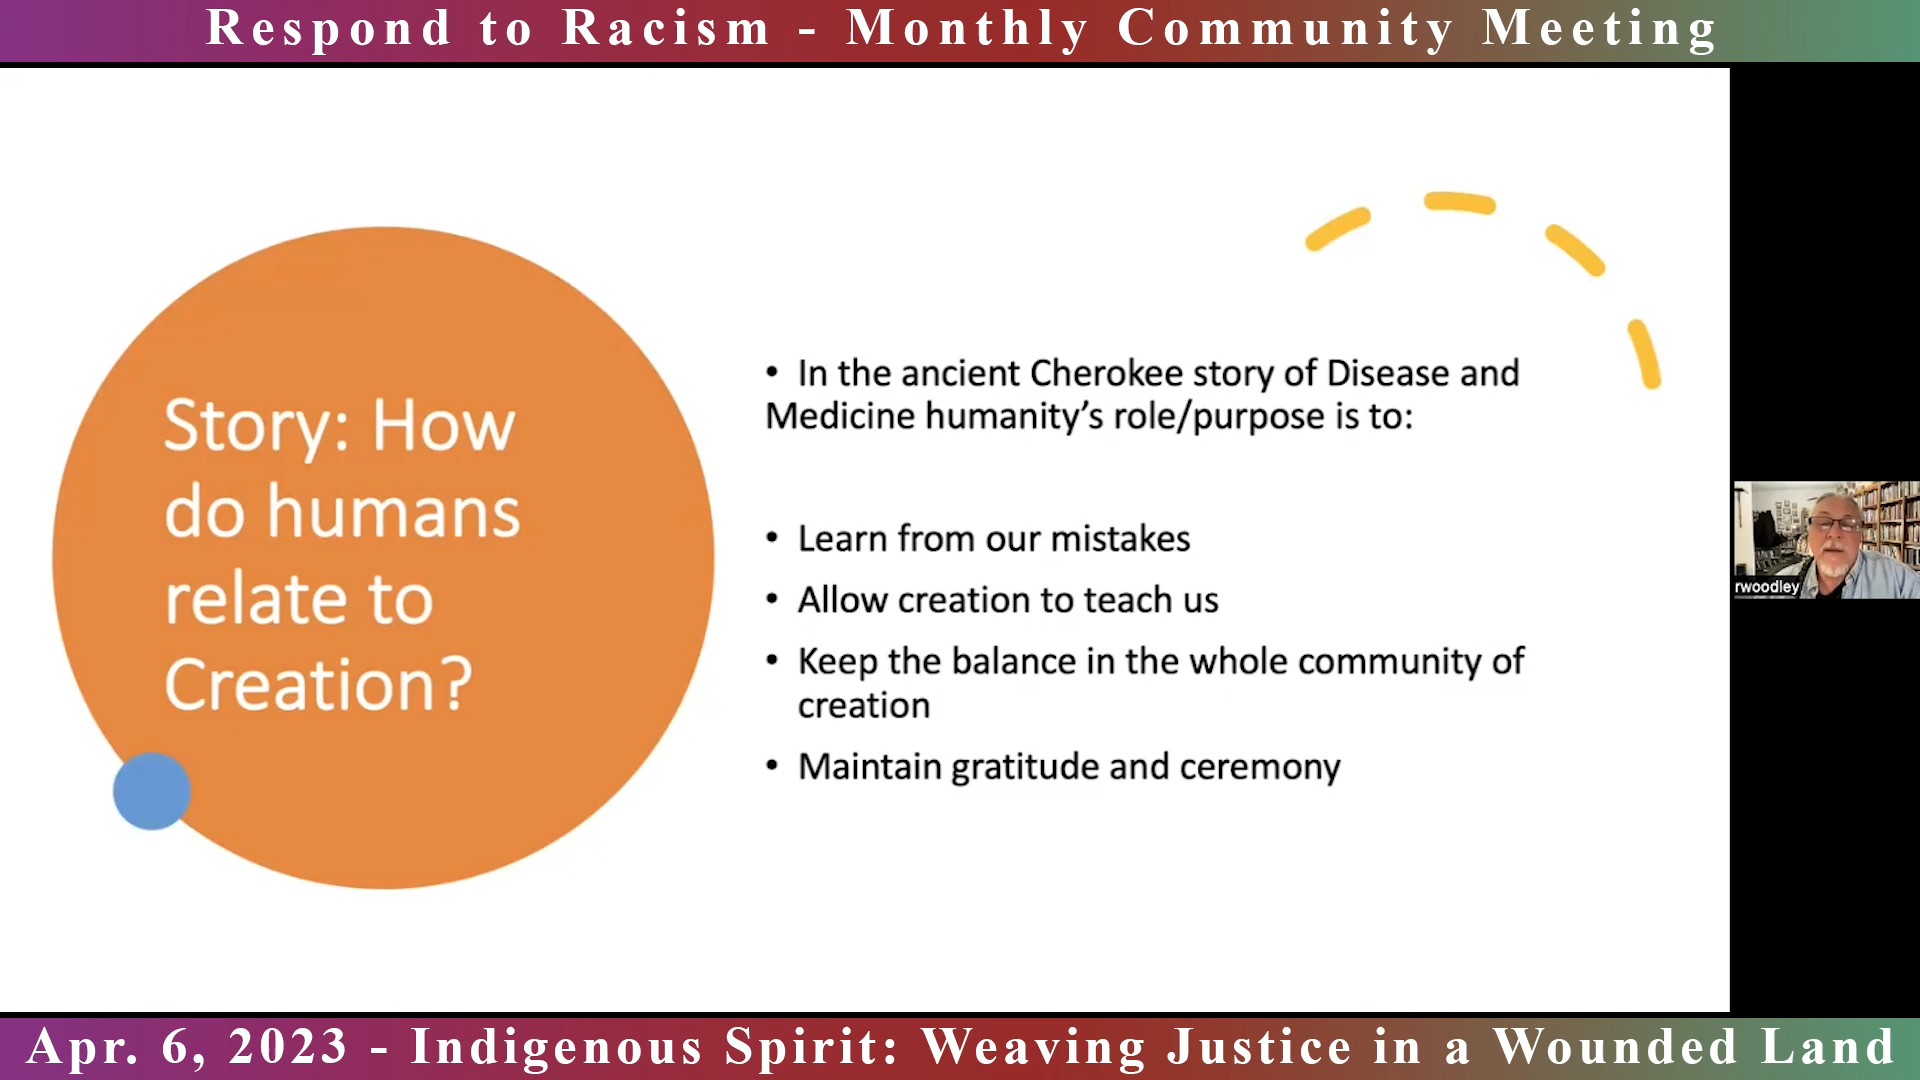 Respond to Racism - Monthly Community Meeting
Story: How
do humans
relate to
Creation?
• In the ancient Cherokee story of Disease and
Medicine humanity’s role/purpose is to:
• Learn from our mistakes
• Allow creation to teach us
• Keep the balance in the whole community of
creation
• Maintain gratitude and ceremony
rwoodley
Apr. 6, 2023 - Indigenous Spirit: Weaving Justice in a Wounded Land